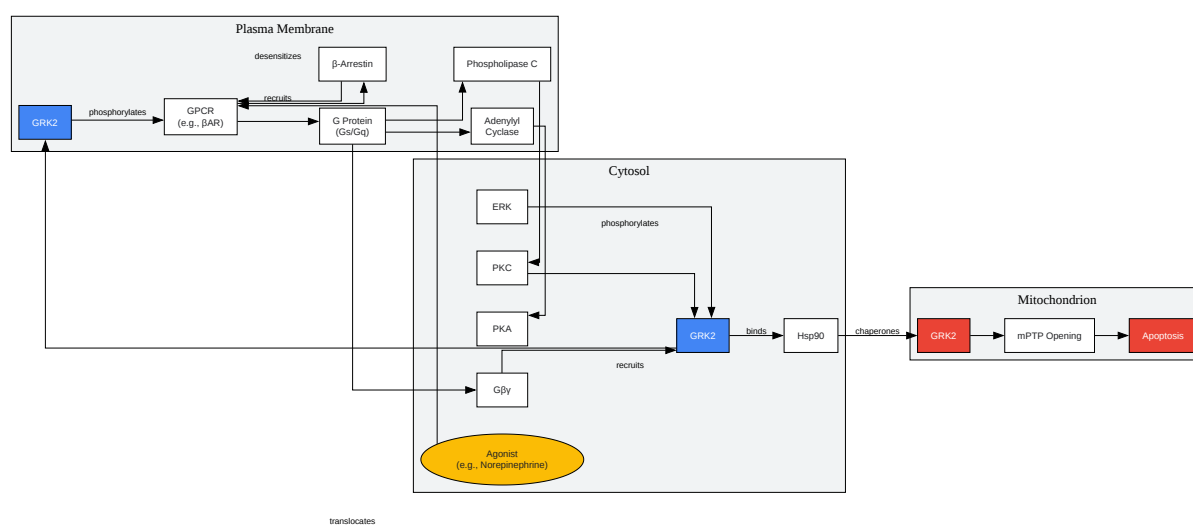 Plasma Membrane
desensitizes
β-Arrestin
Phospholipase C
recruits
GRK2
phosphorylates
GPCR
(e.g., βAR)
G Protein
(Gs/Gq)
Adenylyl
Cyclase
Cytosol
ERK
phosphorylates
PKC
PKA
GRK2
binds
Hsp90
chaperones
recruits
Gβγ
Agonist
(e.g., Norepinephrine)
Mitochondrion
GRK2
mPTP Opening
Apoptosis
translocates